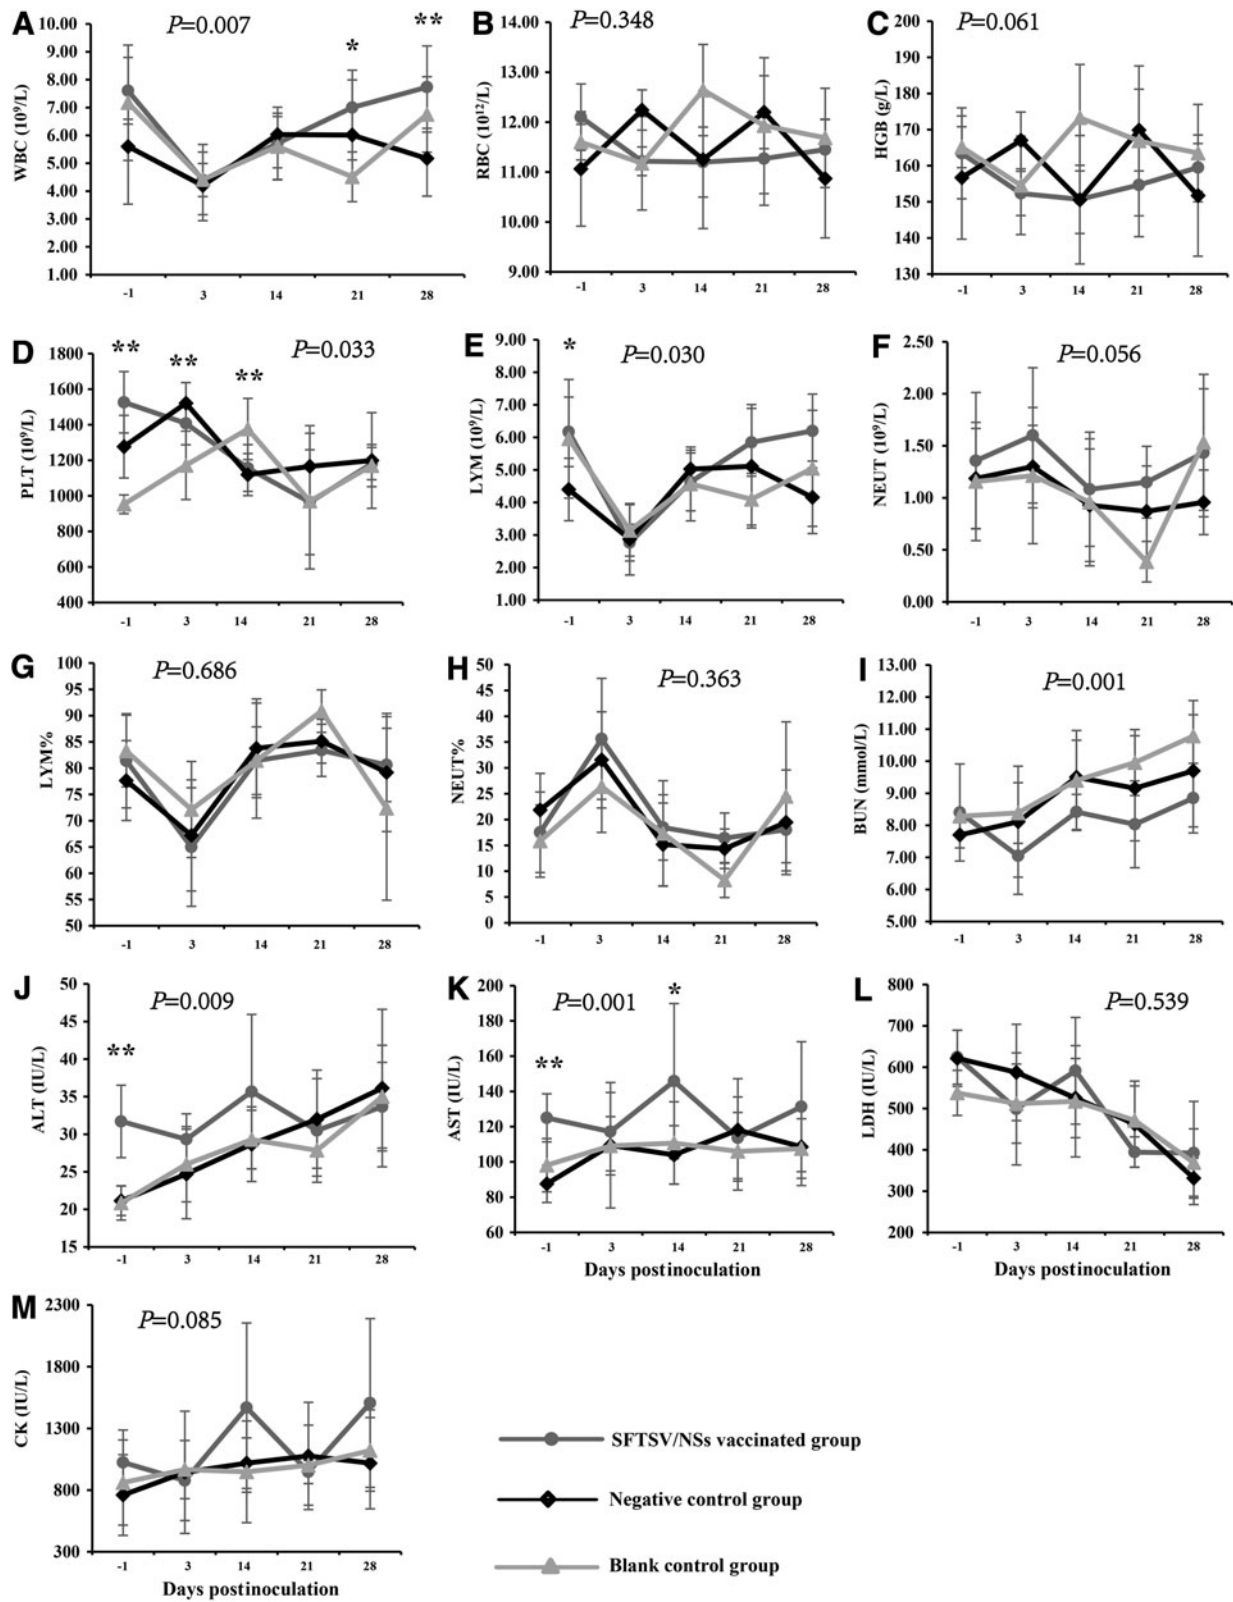 A
P=0.007
**
*
WBC (10⁹/L)
10.00
9.00
8.00
7.00
6.00
5.00
4.00
3.00
2.00
1.00
-1 3 14 21 28
B
P=0.348
RBC (10¹²/L)
14.00
13.00
12.00
11.00
10.00
9.00
-1 3 14 21 28
C
P=0.061
HGB (g/L)
200
190
180
170
160
150
140
130
-1 3 14 21 28
D
** ** **
P=0.033
PLT (10⁹/L)
1800
1600
1400
1200
1000
800
600
400
-1 3 14 21 28
E
*
P=0.030
LYM (10⁹/L)
9.00
8.00
7.00
6.00
5.00
4.00
3.00
2.00
1.00
-1 3 14 21 28
F
P=0.056
NEUT (10⁹/L)
2.50
2.00
1.50
1.00
0.50
0.00
-1 3 14 21 28
G
P=0.686
LYM%
100
95
90
85
80
75
70
65
60
55
50
-1 3 14 21 28
H
P=0.363
NEUT%
50
45
40
35
30
25
20
15
10
5
0
-1 3 14 21 28
I
P=0.001
BUN (mmol/L)
13.00
12.00
11.00
10.00
9.00
8.00
7.00
6.00
5.00
-1 3 14 21 28
J
P=0.009
**
ALT (IU/L)
50
45
40
35
30
25
20
15
-1 3 14 21 28
K
P=0.001
*
**
AST (IU/L)
200
180
160
140
120
100
80
60
-1 3 14 21 28
Days postinoculation
L
P=0.539
LDH (IU/L)
800
700
600
500
400
300
200
-1 3 14 21 28
Days postinoculation
M
P=0.085
CK (IU/L)
2300
1800
1300
800
300
-1 3 14 21 28
Days postinoculation
SFTSV/NSs vaccinated group
Negative control group
Blank control group